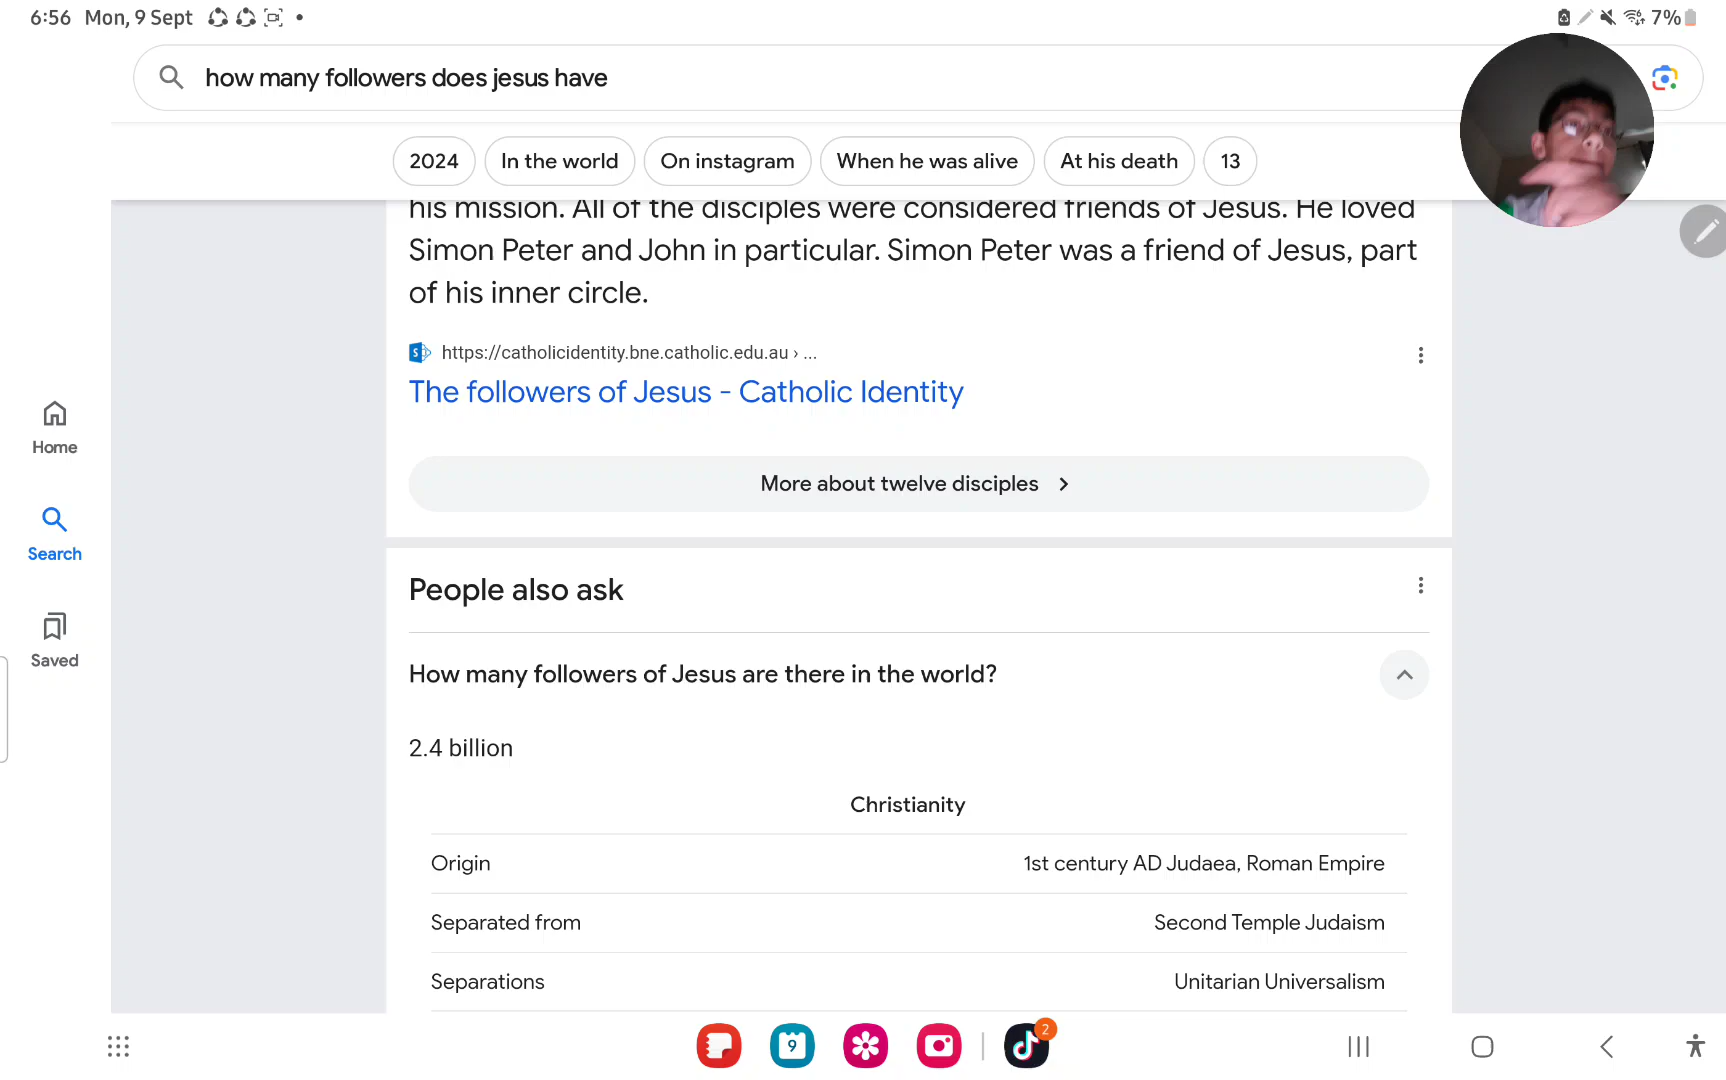 6:56 Mon, 9 Sept 7%
how many followers does jesus have
2024 In the world On instagram When he was alive At his death 13
his mission. All of the disciples were considered friends of Jesus. He loved
Simon Peter and John in particular. Simon Peter was a friend of Jesus, part
of his inner circle.
https://catholicidentity.bne.catholic.edu.au › ...
The followers of Jesus - Catholic Identity
More about twelve disciples
Home
Search
Saved
People also ask
How many followers of Jesus are there in the world?
2.4 billion
Christianity
Origin 1st century AD Judaea, Roman Empire
Separated from Second Temple Judaism
Separations Unitarian Universalism
9 2